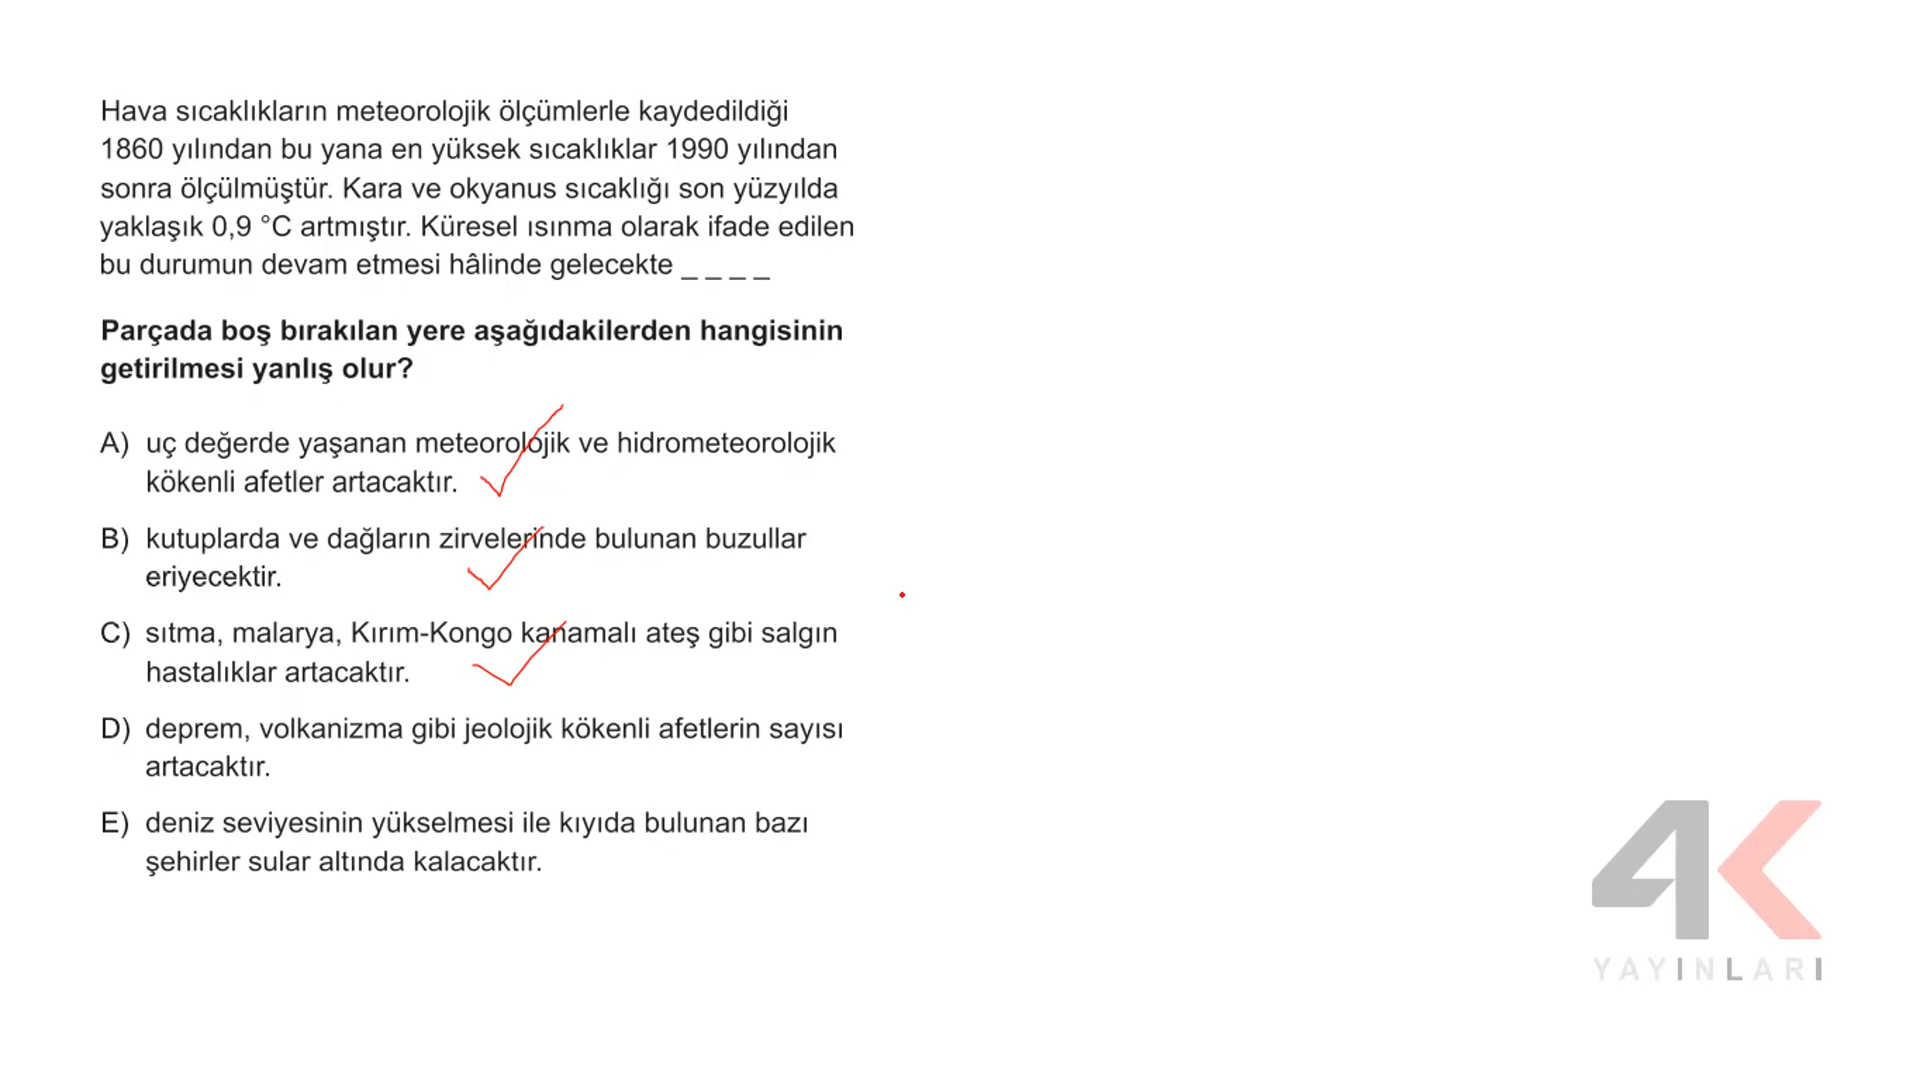 Hava sıcaklıkların meteorolojik ölçümlerle kaydedildiği
1860 yılından bu yana en yüksek sıcaklıklar 1990 yılından
sonra ölçülmüştür. Kara ve okyanus sıcaklığı son yüzyılda
yaklaşık 0,9 °C artmıştır. Küresel ısınma olarak ifade edilen
bu durumun devam etmesi hâlinde gelecekte _ _ _ _
Parçada boş bırakılan yere aşağıdakilerden hangisinin
getirilmesi yanlış olur?
A) uç değerde yaşanan meteorolojik ve hidrometeorolojik
kökenli afetler artacaktır.
B) kutuplarda ve dağların zirvelerinde bulunan buzullar
eriyecektir.
C) sıtma, malarya, Kırım-Kongo kanamalı ateş gibi salgın
hastalıklar artacaktır.
D) deprem, volkanizma gibi jeolojik kökenli afetlerin sayısı
artacaktır.
E) deniz seviyesinin yükselmesi ile kıyıda bulunan bazı
şehirler sular altında kalacaktır.
4K
YAYINLARI